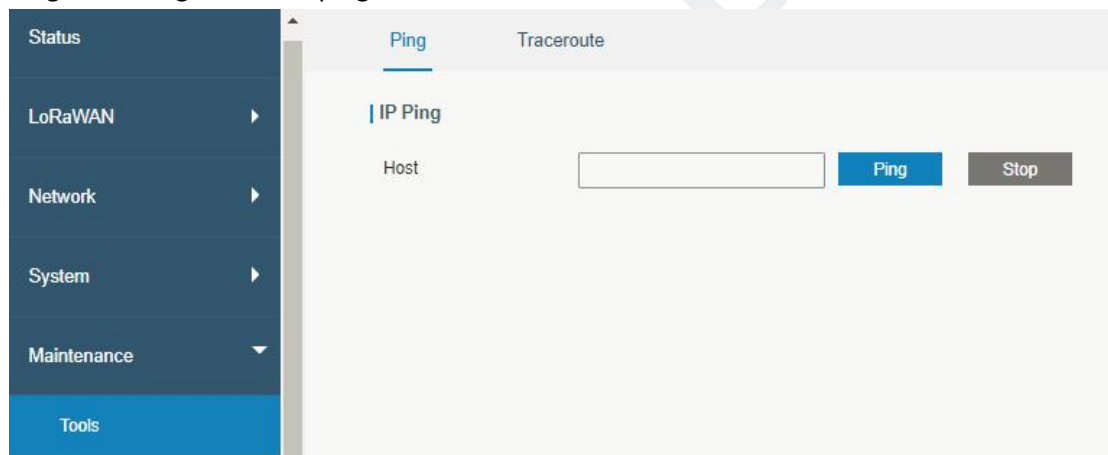 Status
Ping Traceroute
LoRaWAN
IP Ping
Host Ping Stop
Network
System
Maintenance
Tools